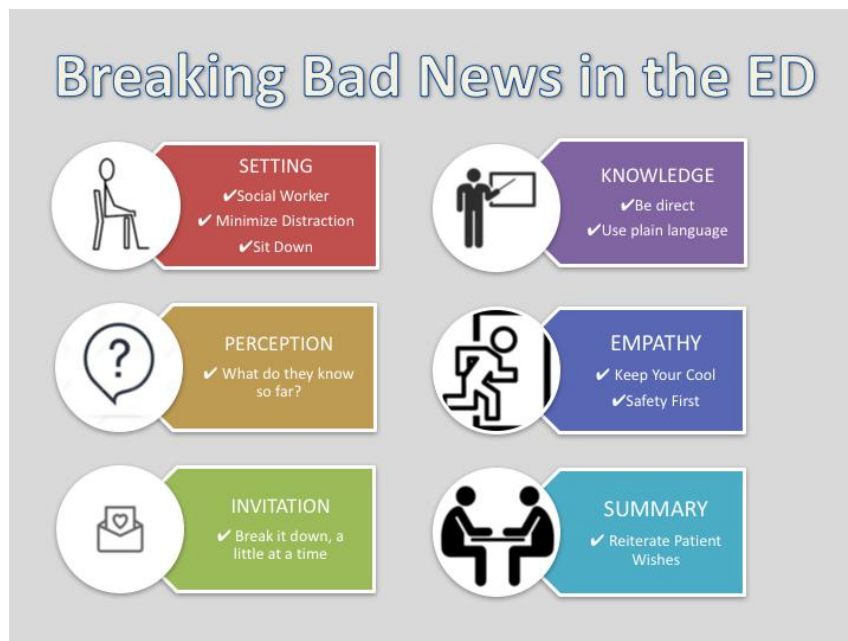 Breaking Bad News in the ED
SETTING
✔Social Worker
✔ Minimize Distraction
✔Sit Down
PERCEPTION
✔ What do they know
so far?
INVITATION
✔ Break it down, a
little at a time
KNOWLEDGE
✔Be direct
✔Use plain language
EMPATHY
✔ Keep Your Cool
✔Safety First
SUMMARY
✔ Reiterate Patient
Wishes